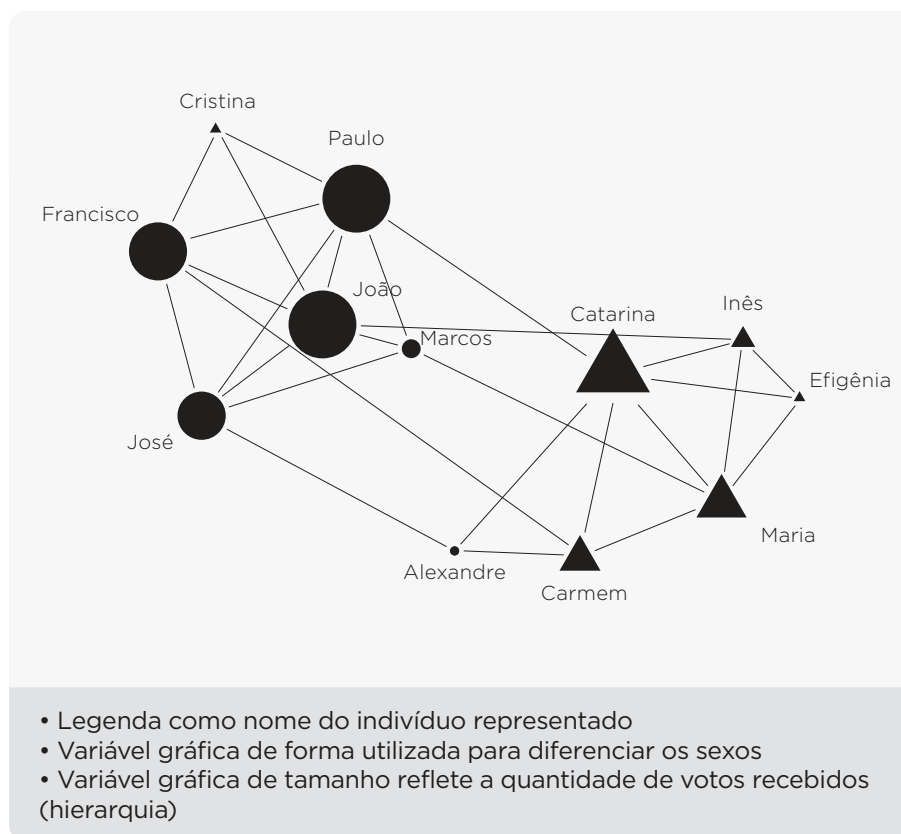 Cristina
Paulo
Francisco
João
Marcos
José
Catarina
Inês
Efigênia
Maria
Alexandre
Carmem
• Legenda como nome do indivíduo representado
• Variável gráfica de forma utilizada para diferenciar os sexos
• Variável gráfica de tamanho reflete a quantidade de votos recebidos
(hierarquia)